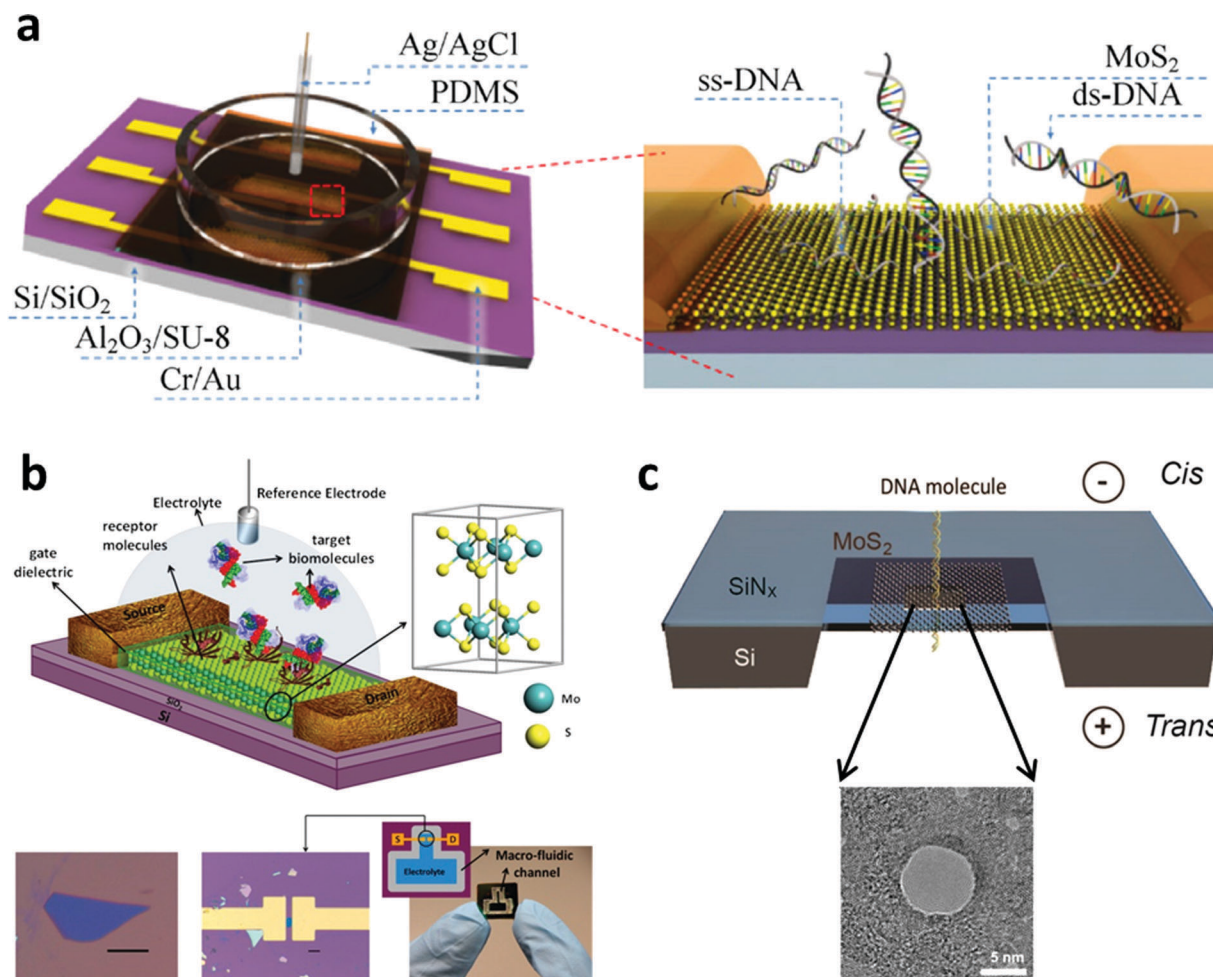 a
Ag/AgCl
PDMS
Si/SiO₂
Al₂O₃/SU-8
Cr/Au
ss-DNA
MoS₂
ds-DNA
b
Reference Electrode
Electrolyte
receptor
molecules
target
biomolecules
gate
dielectric
Source
Drain
SiO₂
Si
Mo
S
S
D
Electrolyte
Macro-fluidic
channel
c
DNA molecule
- Cis
MoS₂
SiNₓ
Si
+ Trans
5 nm